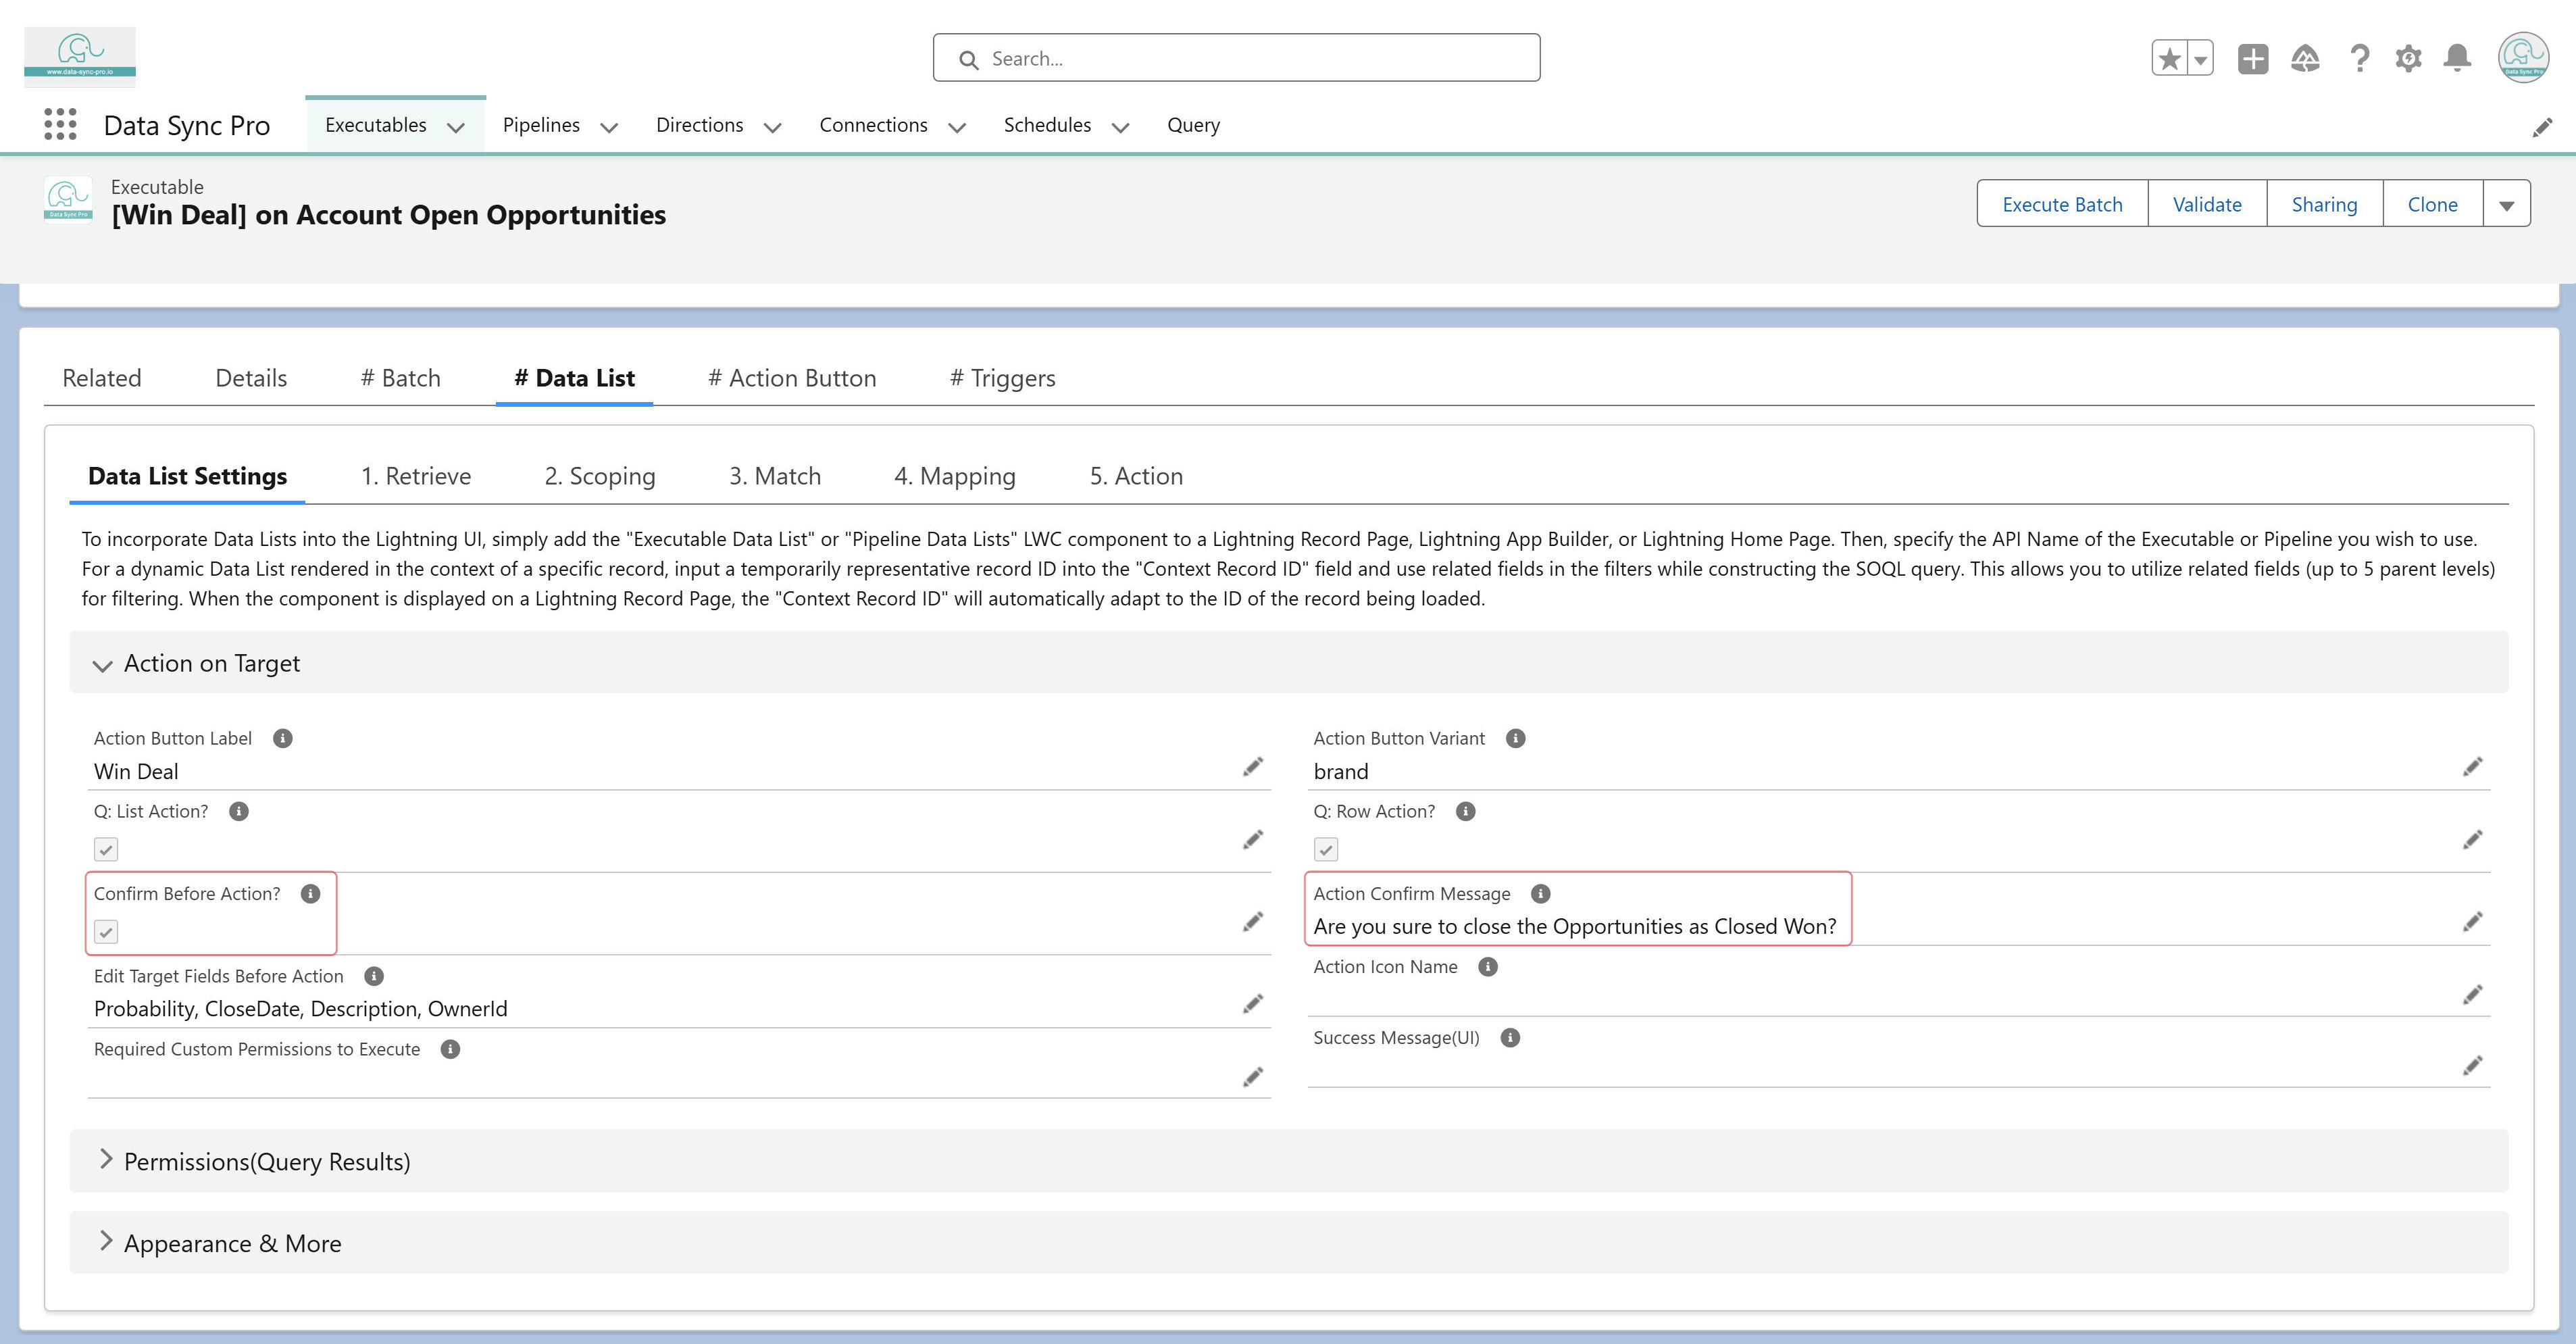 www.data-sync-pro.io
Search...
Data Sync Pro
Data Sync Pro
Executables
Pipelines
Directions
Connections
Schedules
Query
Data Sync Pro
Executable
[Win Deal] on Account Open Opportunities
Execute Batch
Validate
Sharing
Clone
Related
Details
# Batch
# Data List
# Action Button
# Triggers
Data List Settings
1. Retrieve
2. Scoping
3. Match
4. Mapping
5. Action
To incorporate Data Lists into the Lightning UI, simply add the "Executable Data List" or "Pipeline Data Lists" LWC component to a Lightning Record Page, Lightning App Builder, or Lightning Home Page. Then, specify the API Name of the Executable or Pipeline you wish to use.
For a dynamic Data List rendered in the context of a specific record, input a temporarily representative record ID into the "Context Record ID" field and use related fields in the filters while constructing the SOQL query. This allows you to utilize related fields (up to 5 parent levels)
for filtering. When the component is displayed on a Lightning Record Page, the "Context Record ID" will automatically adapt to the ID of the record being loaded.
Action on Target
Action Button Label
Win Deal
Action Button Variant
brand
Q: List Action?
Q: Row Action?
Confirm Before Action?
Action Confirm Message
Are you sure to close the Opportunities as Closed Won?
Edit Target Fields Before Action
Probability, CloseDate, Description, OwnerId
Action Icon Name
Required Custom Permissions to Execute
Success Message(UI)
Permissions(Query Results)
Appearance & More